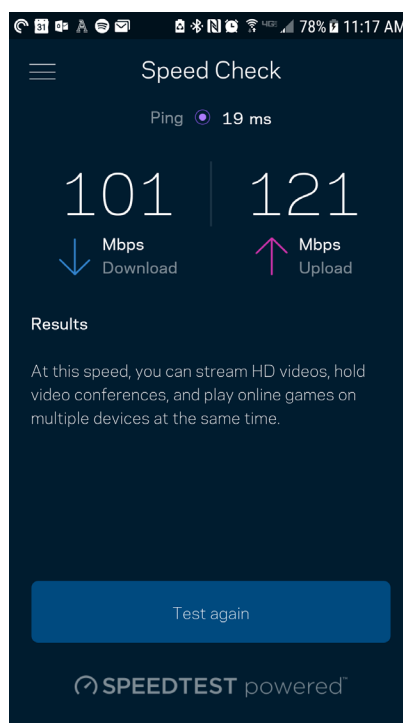 31 78% 11:17 AM
Speed Check
Ping 19 ms
101 121
Mbps Mbps
Download Upload
Results
At this speed, you can stream HD videos, hold
video conferences, and play online games on
multiple devices at the same time.
Test again
SPEEDTEST powered™